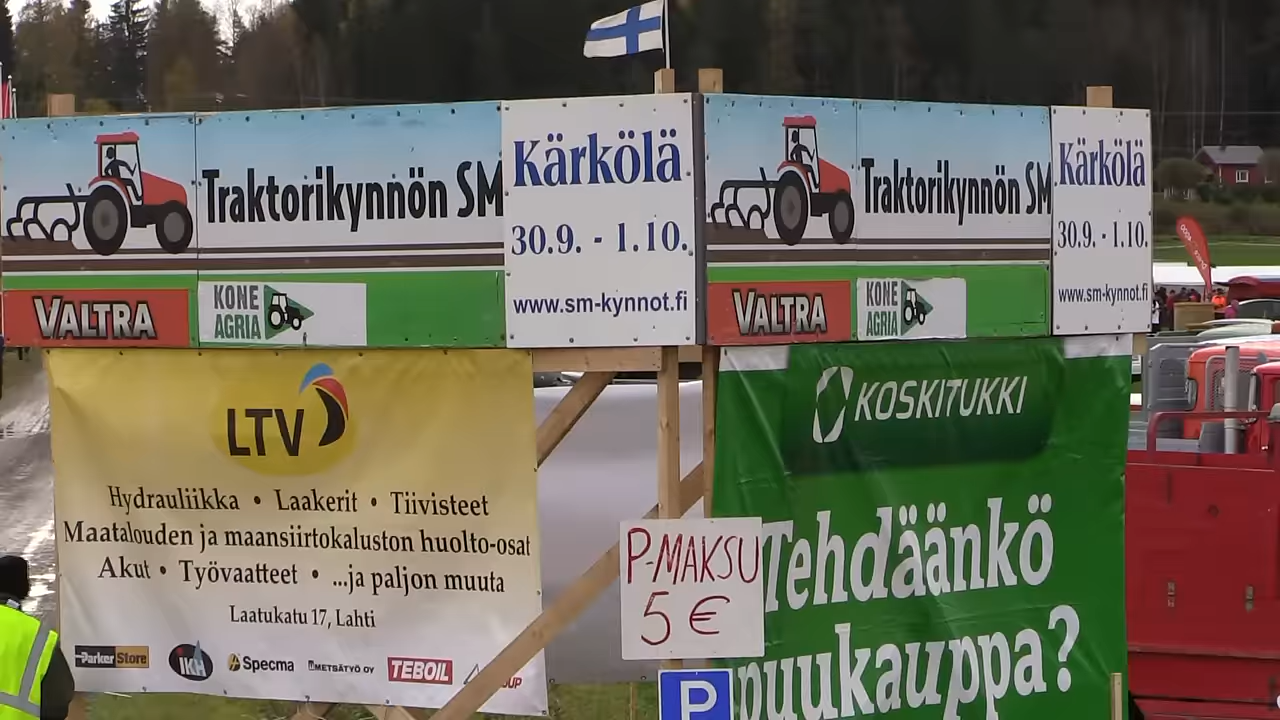 Traktorikynnön SM
Kärkölä
30.9. - 1.10.
www.sm-kynnot.fi
VALTRA
KONE
AGRIA
Traktorikynnön SM
Kärkölä
30.9. - 1.10.
www.sm-kynnot.fi
VALTRA
KONE
AGRIA
LTV
Hydrauliikka • Laakerit • Tiivisteet
Maatalouden ja maansiirtokaluston huolto-osat
Akut • Työvaatteet • ...ja paljon muuta
Laatukatu 17, Lahti
Parker Store
IKH
Specma
METSÄTYÖ OY
TEBOIL
P-MAKSU
5 €
P
KOSKITUKKI
Tehdäänkö
puukauppa?